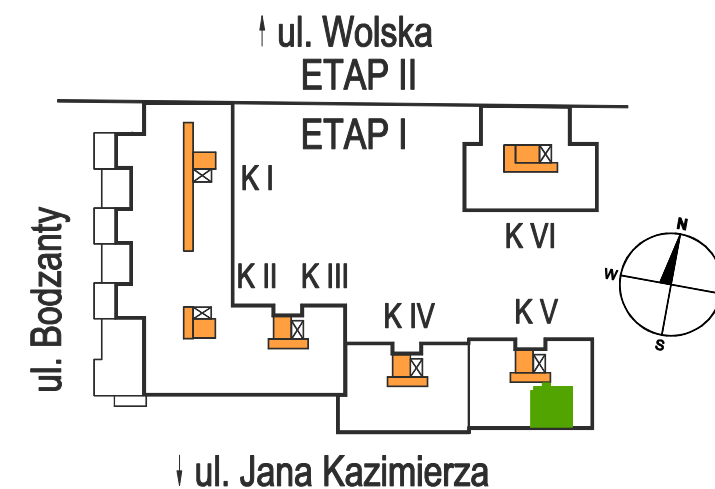 ↑ ul. Wolska
ETAP II
ETAP I
K I
K VI
ul. Bodzanty
K II K III
K IV
K V
N
W
S
↓ ul. Jana Kazimierza